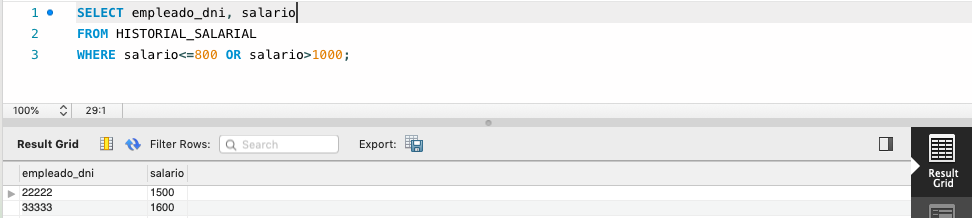 1 SELECT empleado_dni, salario
2 FROM HISTORIAL_SALARIAL
3 WHERE salario<=800 OR salario>1000;
100% 29:1
Result Grid Filter Rows: Search Export:
empleado_dni salario
22222 1500
33333 1600
Result
Grid